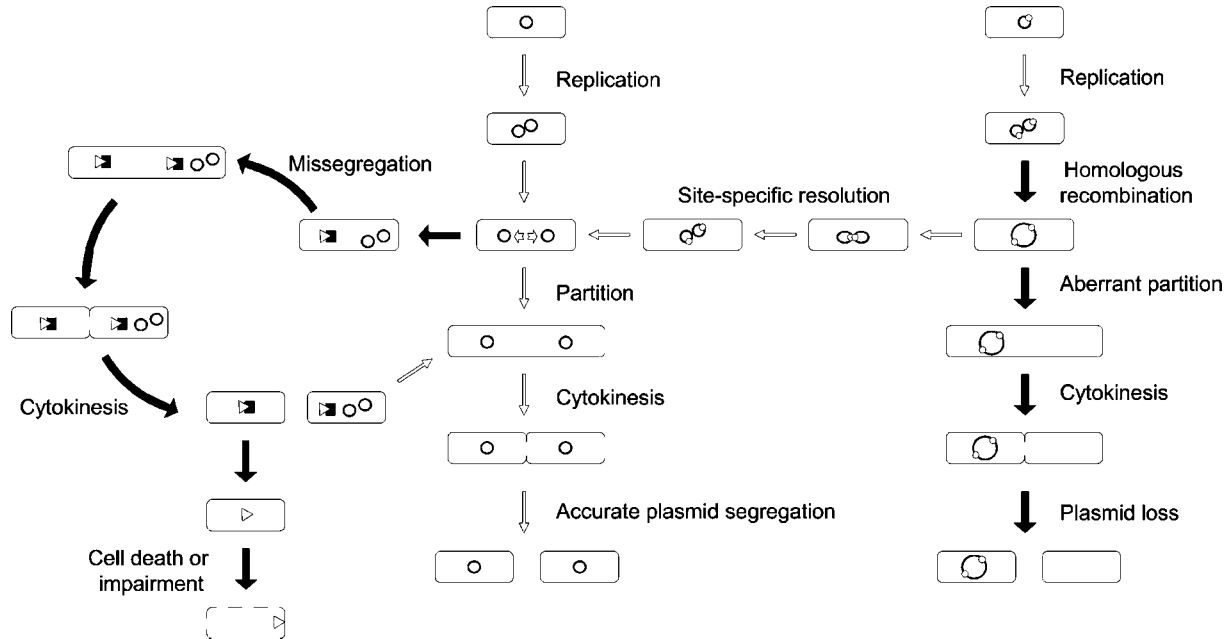 Replication
Replication
Missegregation
Homologous
recombination
Site-specific resolution
Partition
Aberrant partition
Cytokinesis
Cytokinesis
Cytokinesis
Accurate plasmid segregation
Plasmid loss
Cell death or
impairment